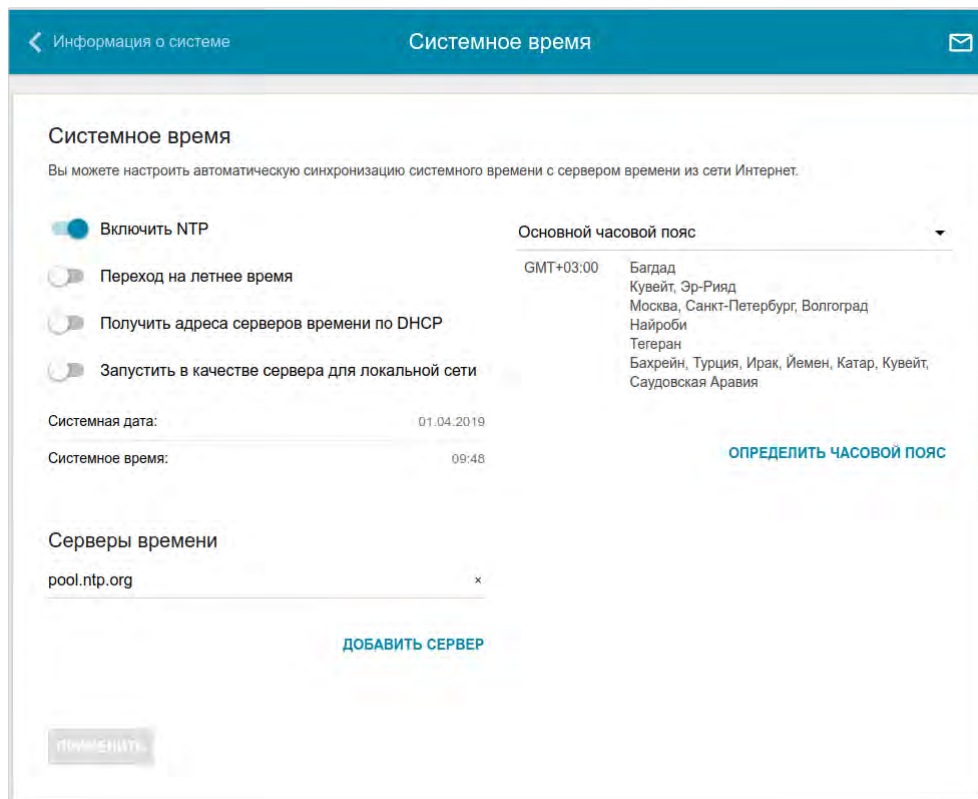 Информация о системе
Системное время
Системное время
Вы можете настроить автоматическую синхронизацию системного времени с сервером времени из сети Интернет.
Включить NTP
Переход на летнее время
Получить адреса серверов времени по DHCP
Запустить в качестве сервера для локальной сети
Системная дата: 01.04.2019
Системное время: 09:48
Серверы времени
pool.ntp.org ×
ДОБАВИТЬ СЕРВЕР
ПРИМЕНИТЬ
Основной часовой пояс
GMT+03:00 Багдад
Кувейт, Эр-Рияд
Москва, Санкт-Петербург, Волгоград
Найроби
Тегеран
Бахрейн, Турция, Ирак, Йемен, Катар, Кувейт,
Саудовская Аравия
ОПРЕДЕЛИТЬ ЧАСОВОЙ ПОЯС